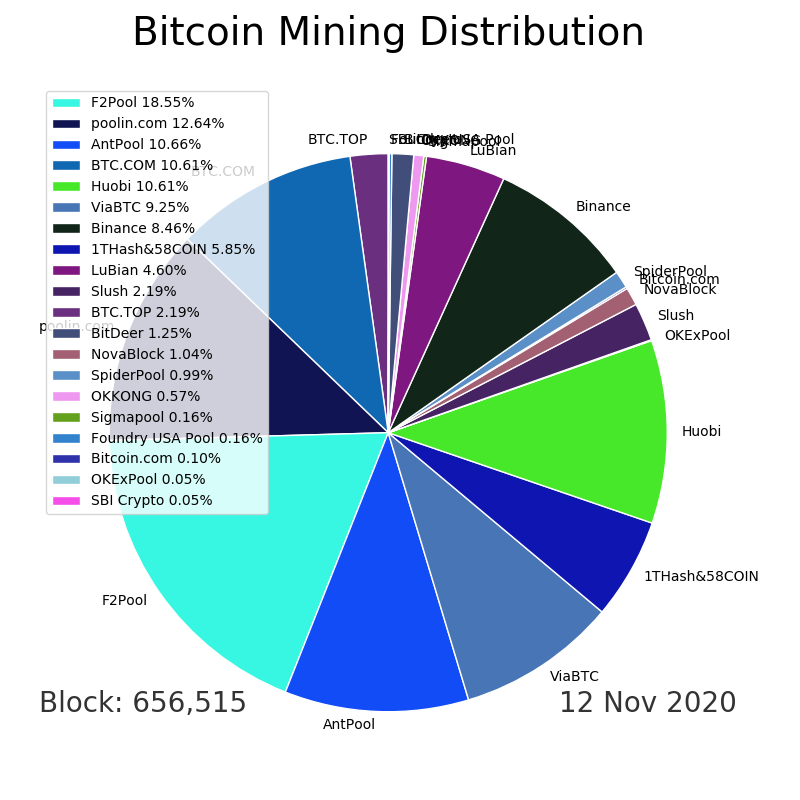 Bitcoin Mining Distribution
F2Pool 18.55%
poolin.com 12.64%
AntPool 10.66%
BTC.COM 10.61%
Huobi 10.61%
ViaBTC 9.25%
Binance 8.46%
1THash&58COIN 5.85%
LuBian 4.60%
Slush 2.19%
BTC.TOP 2.19%
BitDeer 1.25%
NovaBlock 1.04%
SpiderPool 0.99%
OKKONG 0.57%
Sigmapool 0.16%
Foundry USA Pool 0.16%
Bitcoin.com 0.10%
OKExPool 0.05%
SBI Crypto 0.05%
BTC.TOP
LuBian
BTC.COM
Binance
SpiderPool
Bitcoin.com
NovaBlock
Slush
poolin.com
OKExPool
Huobi
1THash&58COIN
F2Pool
ViaBTC
AntPool
Block: 656,515
12 Nov 2020